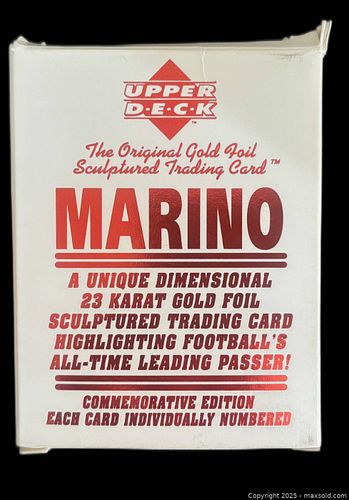 UPPER
D·E·C·K
™
The Original Gold Foil
Sculptured Trading Card™
MARINO
A UNIQUE DIMENSIONAL
23 KARAT GOLD FOIL
SCULPTURED TRADING CARD
HIGHLIGHTING FOOTBALL'S
ALL-TIME LEADING PASSER!
COMMEMORATIVE EDITION
EACH CARD INDIVIDUALLY NUMBERED
Copyright 2025 - maxsold.com